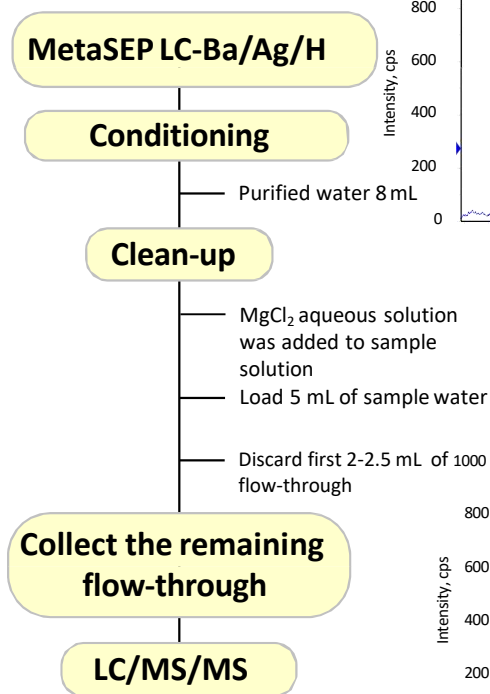 MetaSEP LC-Ba/Ag/H
Conditioning
Purified water 8 mL
Clean-up
MgCl₂ aqueous solution
was added to sample
solution
Load 5 mL of sample water
Discard first 2-2.5 mL of
flow-through
Collect the remaining
flow-through
LC/MS/MS
800
600
400
200
0
Intensity, cps
1000
800
600
400
200
Intensity, cps